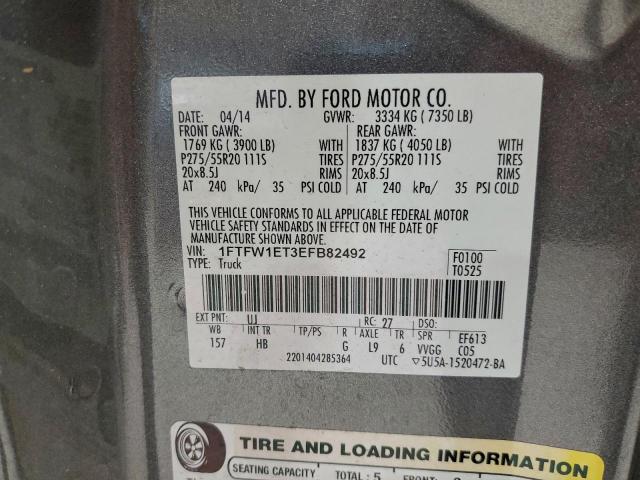 MFD. BY FORD MOTOR CO.
DATE: 04/14 GVWR: 3334 KG ( 7350 LB)
FRONT GAWR: REAR GAWR:
1769 KG ( 3900 LB) WITH 1837 KG ( 4050 LB) WITH
P275/55R20 111S TIRES P275/55R20 111S TIRES
20x8.5J RIMS 20x8.5J RIMS
AT 240 kPa/ 35 PSI COLD AT 240 kPa/ 35 PSI COLD
THIS VEHICLE CONFORMS TO ALL APPLICABLE FEDERAL MOTOR
VEHICLE SAFETY STANDARDS IN EFFECT ON THE DATE OF
MANUFACTURE SHOWN ABOVE.
VIN: 1FTFW1ET3EFB82492 F0100
TYPE: Truck T0525
EXT PNT: UJ RC: 27 DSO:
WB INT TR TP/PS R AXLE TR SPR EF613
157 HB G L9 6 VVGG C05
2201404285364 UTC ▽5U5A-1520472-BA
TIRE AND LOADING INFORMATION
SEATING CAPACITY TOTAL : 5